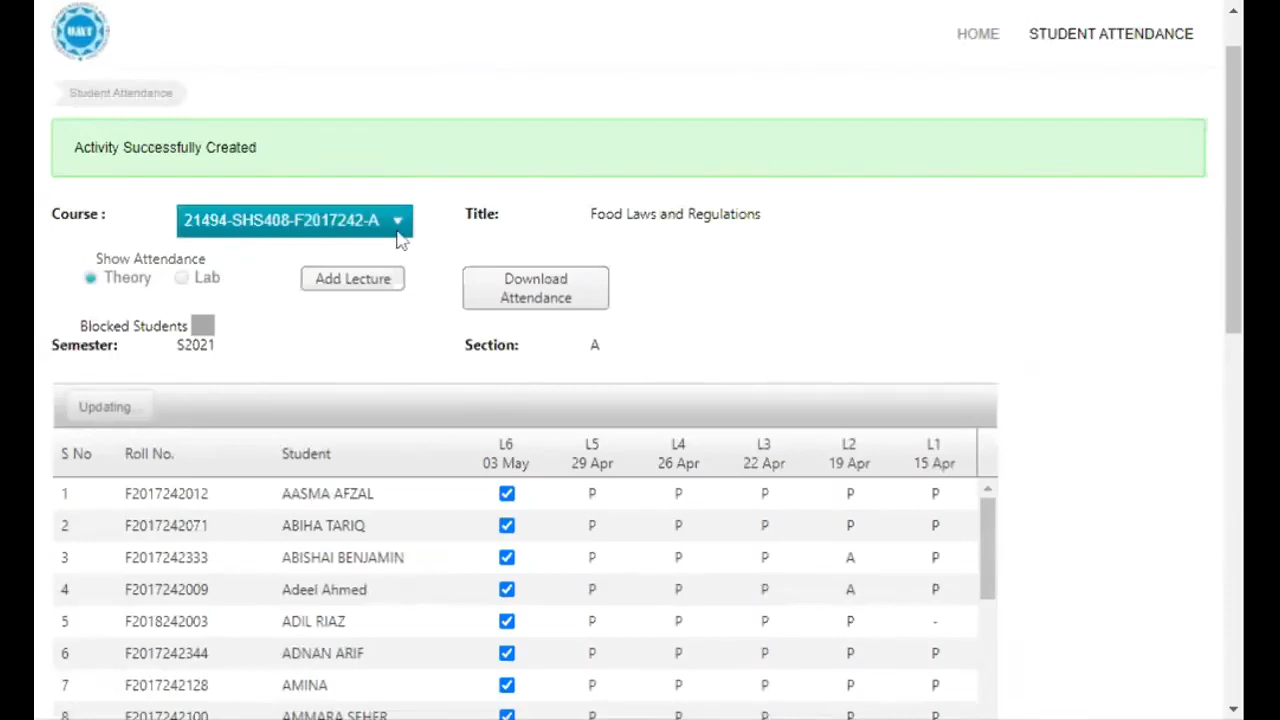 UMT
HOME STUDENT ATTENDANCE
Student Attendance
Activity Successfully Created
Course : 21494-SHS408-F2017242-A Title: Food Laws and Regulations
Show Attendance
Theory Lab Add Lecture Download Attendance
Blocked Students
Semester: S2021 Section: A
Updating...
S No Roll No. Student L6 03 May L5 29 Apr L4 26 Apr L3 22 Apr L2 19 Apr L1 15 Apr
1 F2017242012 AASMA AFZAL P P P P P
2 F2017242071 ABIHA TARIQ P P P P P
3 F2017242333 ABISHAI BENJAMIN P P P A P
4 F2017242009 Adeel Ahmed P P P A P
5 F2018242003 ADIL RIAZ P P P P -
6 F2017242344 ADNAN ARIF P P P P P
7 F2017242128 AMINA P P P P P
8 F2017242100 AMMARA SEHER P P P P P